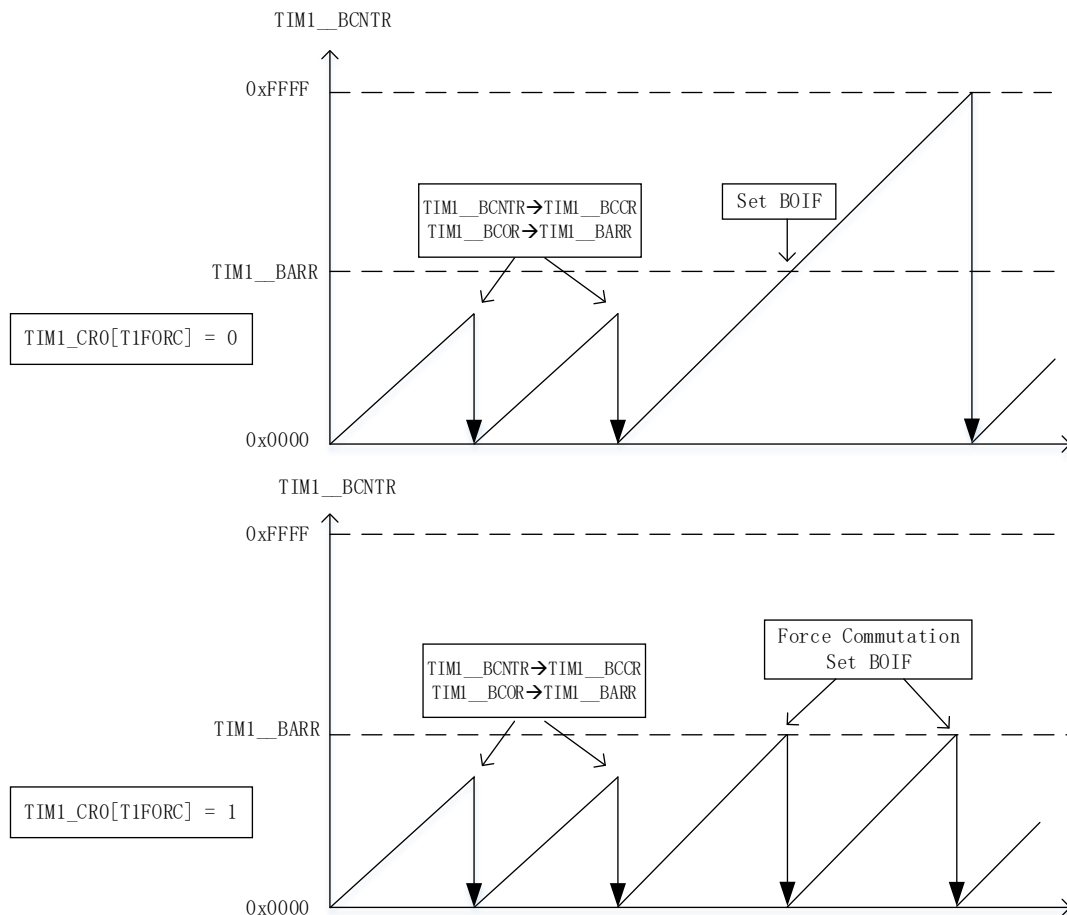 TIM1__BCNTR
0xFFFF
TIM1__BCNTR→TIM1__BCCR
TIM1__BCOR→TIM1__BARR
Set BOIF
TIM1__BARR
TIM1_CR0[T1FORC] = 0
0x0000
TIM1__BCNTR
0xFFFF
Force Commutation
Set BOIF
TIM1__BCNTR→TIM1__BCCR
TIM1__BCOR→TIM1__BARR
TIM1__BARR
TIM1_CR0[T1FORC] = 1
0x0000